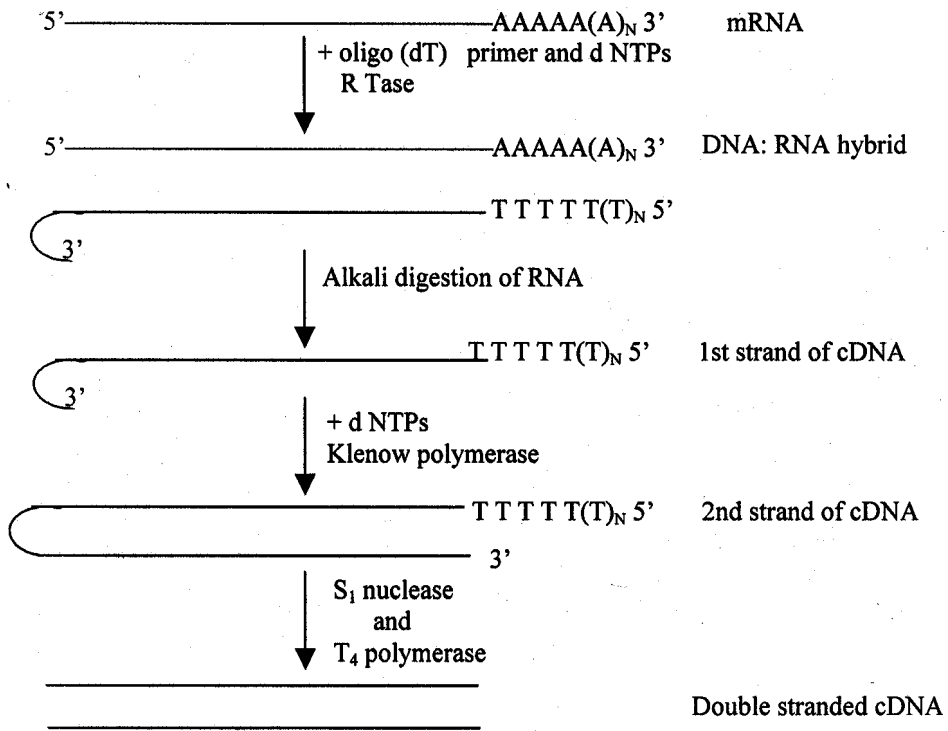 5’ AAAAA(A)N 3’ mRNA
+ oligo (dT) primer and d NTPs
R Tase
5’ AAAAA(A)N 3’ DNA: RNA hybrid
T T T T T(T)N 5’
3’
Alkali digestion of RNA
T T T T T(T)N 5’ 1st strand of cDNA
3’
+ d NTPs
Klenow polymerase
T T T T T(T)N 5’ 2nd strand of cDNA
3’
S1 nuclease
and
T4 polymerase
Double stranded cDNA